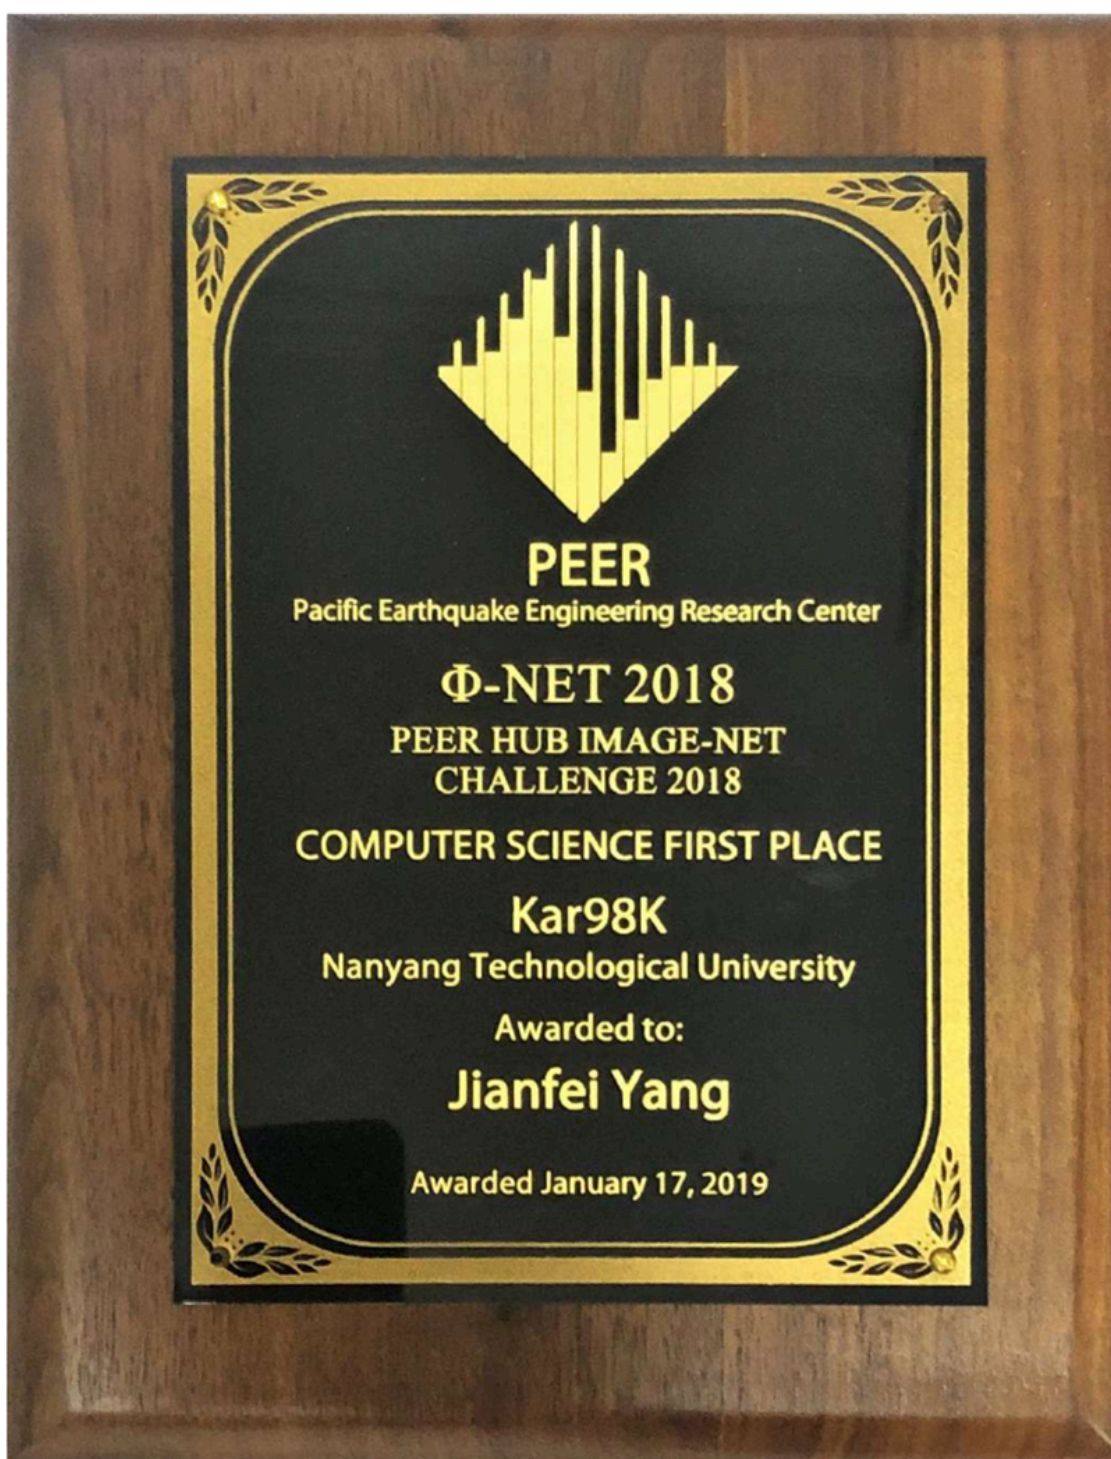 PEER
Pacific Earthquake Engineering Research Center
Φ-NET 2018
PEER HUB IMAGE-NET
CHALLENGE 2018
COMPUTER SCIENCE FIRST PLACE
Kar98K
Nanyang Technological University
Awarded to:
Jianfei Yang
Awarded January 17, 2019